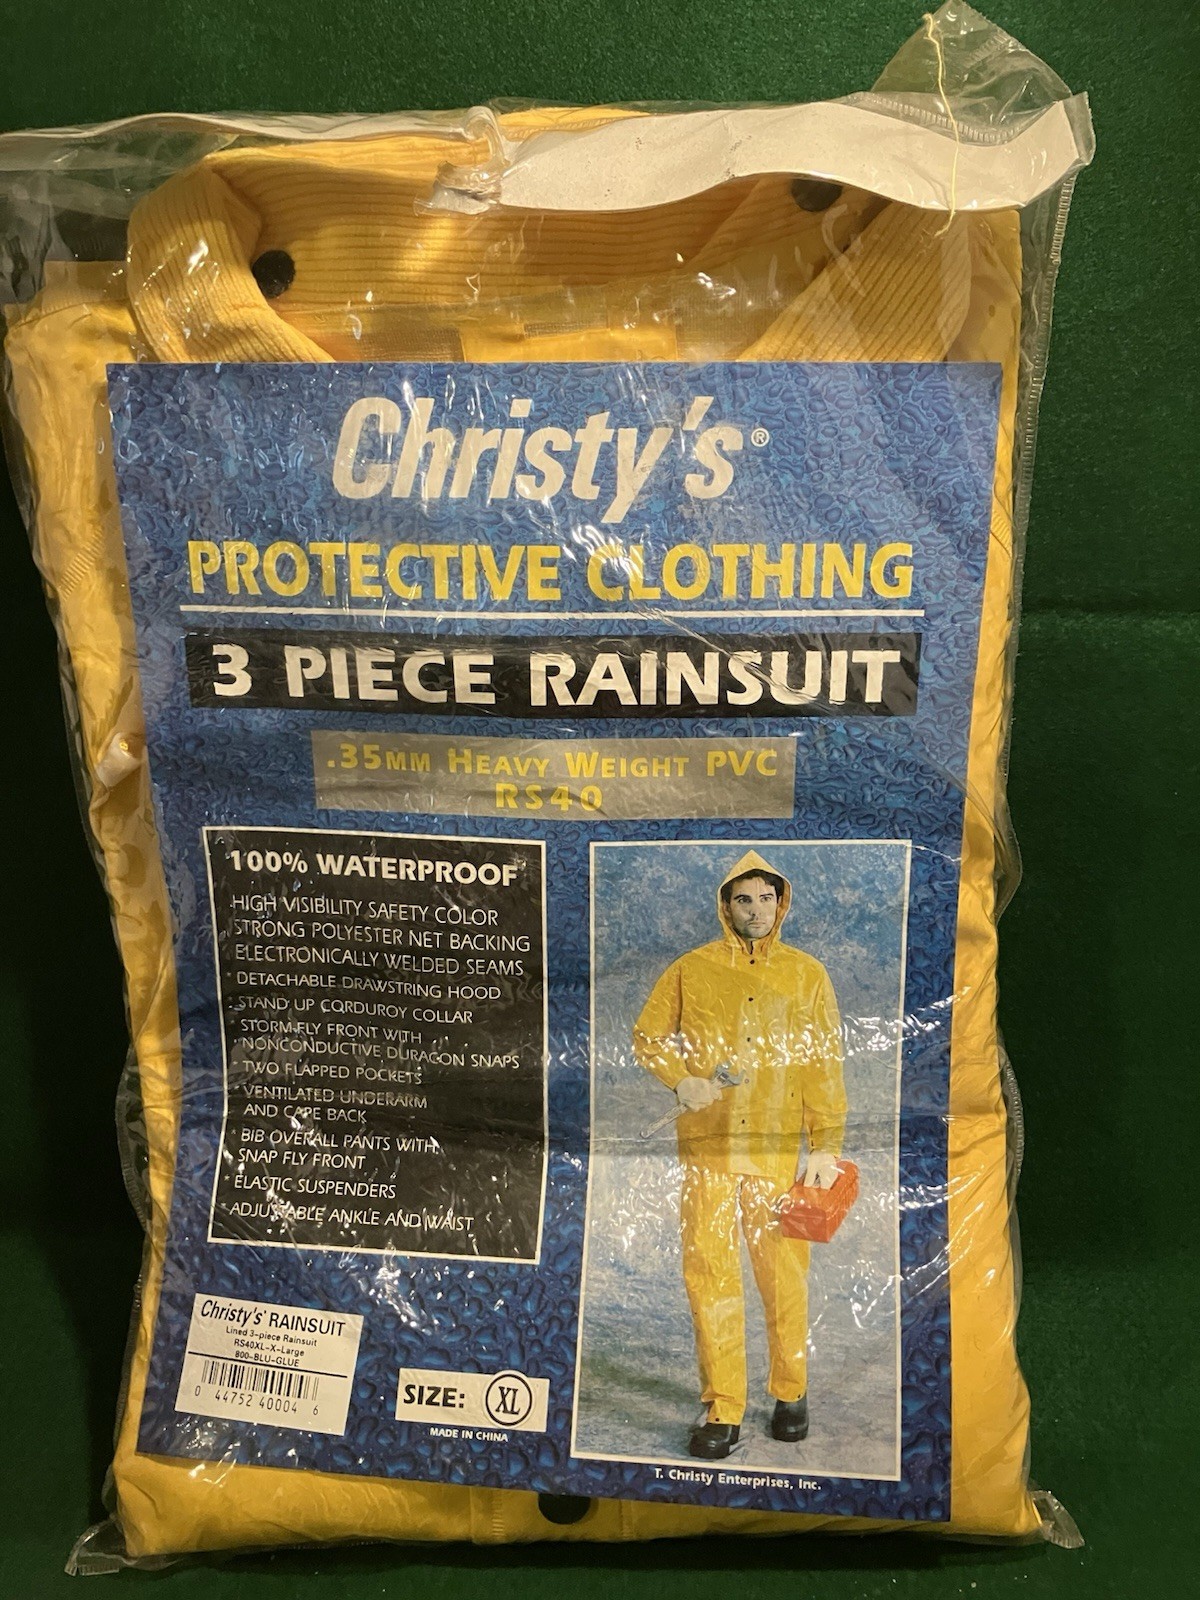 Christy's®
PROTECTIVE CLOTHING
3 PIECE RAINSUIT
.35MM HEAVY WEIGHT PVC
RS40
100% WATERPROOF
* HIGH VISIBILITY SAFETY COLOR
* STRONG POLYESTER NET BACKING
* ELECTRONICALLY WELDED SEAMS
* DETACHABLE DRAWSTRING HOOD
* STAND UP CORDUROY COLLAR
* STORM FLY FRONT WITH
NONCONDUCTIVE DURACON SNAPS
* TWO FLAPPED POCKETS
* VENTILATED UNDERARM
AND CAPE BACK
* BIB OVERALL PANTS WITH
SNAP FLY FRONT
* ELASTIC SUSPENDERS
* ADJUSTABLE ANKLE AND WAIST
Christy's® RAINSUIT
Lined 3-piece Rainsuit
RS40XL-X-Large
800-BLU-GLUE
0 44752 40004 6
SIZE: XL
MADE IN CHINA
T. Christy Enterprises, Inc.